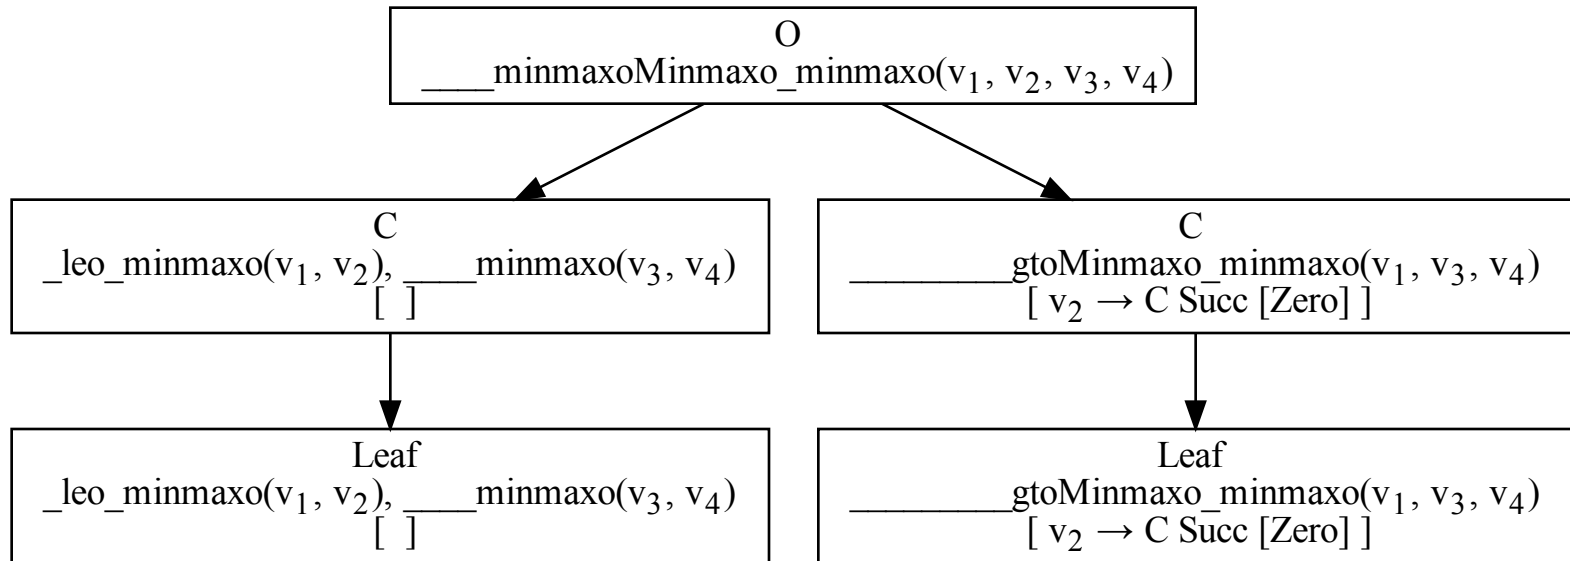 O
____minmaxoMinmaxo_minmaxo(v₁, v₂, v₃, v₄)
C
_leo_minmaxo(v₁, v₂), ____minmaxo(v₃, v₄)
[ ]
C
_________gtoMinmaxo_minmaxo(v₁, v₃, v₄)
[ v₂ → C Succ [Zero] ]
Leaf
_leo_minmaxo(v₁, v₂), ____minmaxo(v₃, v₄)
[ ]
Leaf
_________gtoMinmaxo_minmaxo(v₁, v₃, v₄)
[ v₂ → C Succ [Zero] ]